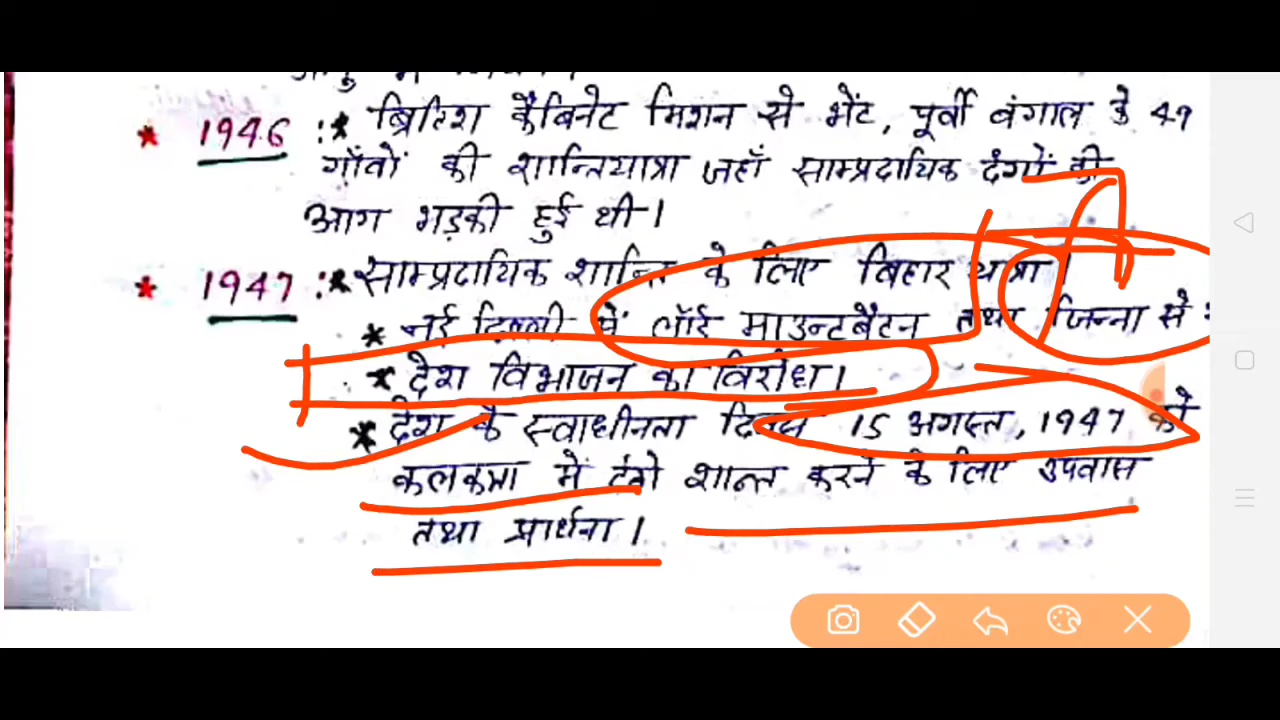 1946 :* ब्रिटिश कैबिनेट मिशन से भेंट, पूर्वी बंगाल के 49
गाँवों की शान्तियात्रा जहाँ साम्प्रदायिक दंगों की
आग भड़की हुई थी।
1947 :* साम्प्रदायिक शान्ति के लिए बिहार यात्रा।
* नई दिल्ली में लॉर्ड माउन्टबैटन तथा जिन्ना से
* देश विभाजन का विरोध।
* देश के स्वाधीनता दिवस 15 अगस्त, 1947 को
कलकत्ता में दंगे शान्त करने के लिए उपवास
तथा प्रार्थना।